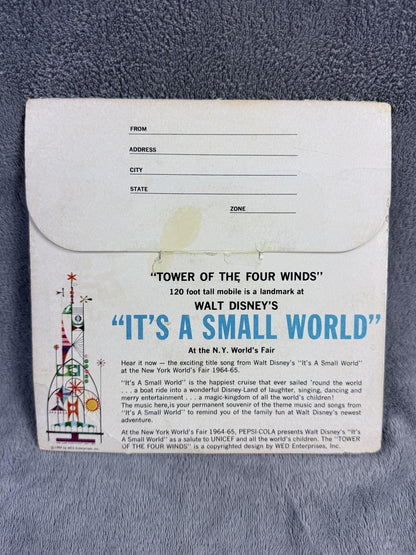 FROM
ADDRESS
CITY
STATE
ZONE
"TOWER OF THE FOUR WINDS"
120 foot tall mobile is a landmark at
WALT DISNEY'S
"IT'S A SMALL WORLD"
At the N.Y. World's Fair
Hear it now — the exciting title song from Walt Disney's "It's A Small World"
at the New York World's Fair 1964-65.
"It's A Small World" is the happiest cruise that ever sailed 'round the world
. . . a boat ride into a wonderful Disney-Land of laughter, singing, dancing and
merry entertainment . . . a magic-kingdom of all the world's children!
The music here, is your permanent souvenir of the theme music and songs from
"It's A Small World" to remind you of the family fun at Walt Disney's newest
adventure.
At the New York World's Fair 1964-65, PEPSI-COLA presents Walt Disney's "It's
A Small World" as a salute to UNICEF and all the world's children. The "TOWER
OF THE FOUR WINDS" is a copyrighted design by WED Enterprises, Inc.
by WED Enterprises, Inc.